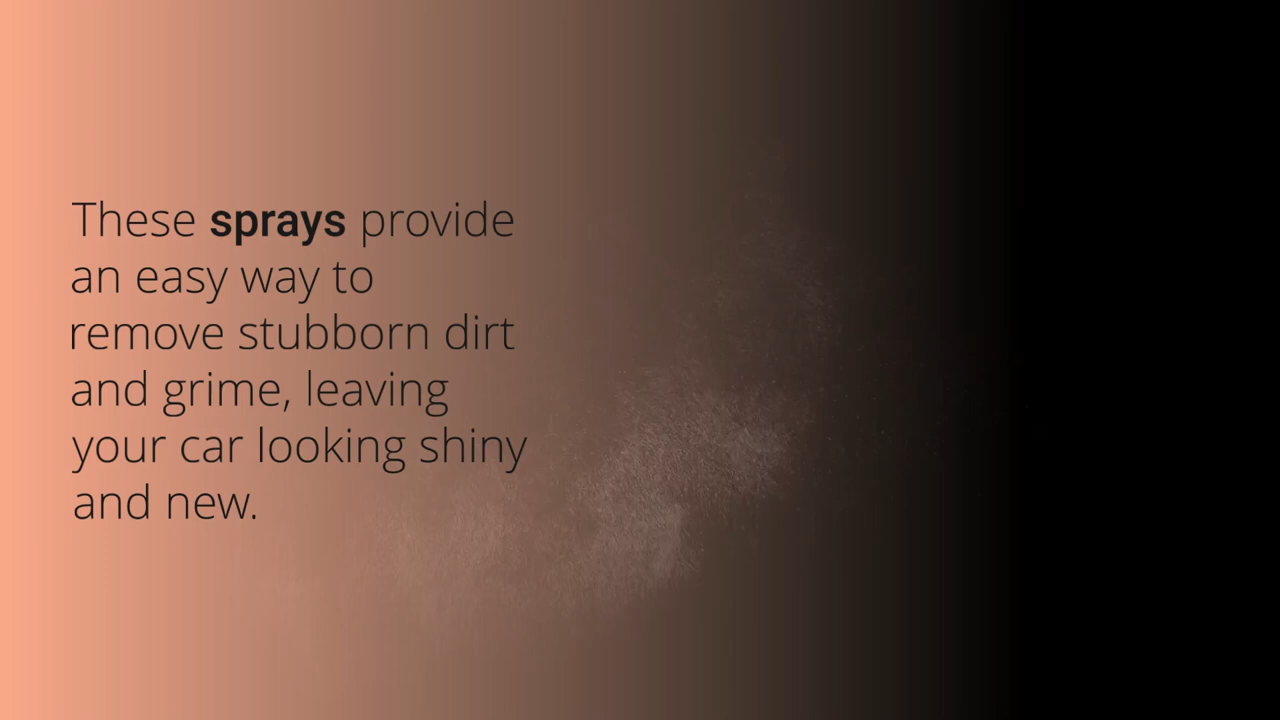 These sprays provide
an easy way to
remove stubborn dirt
and grime, leaving
your car looking shiny
and new.